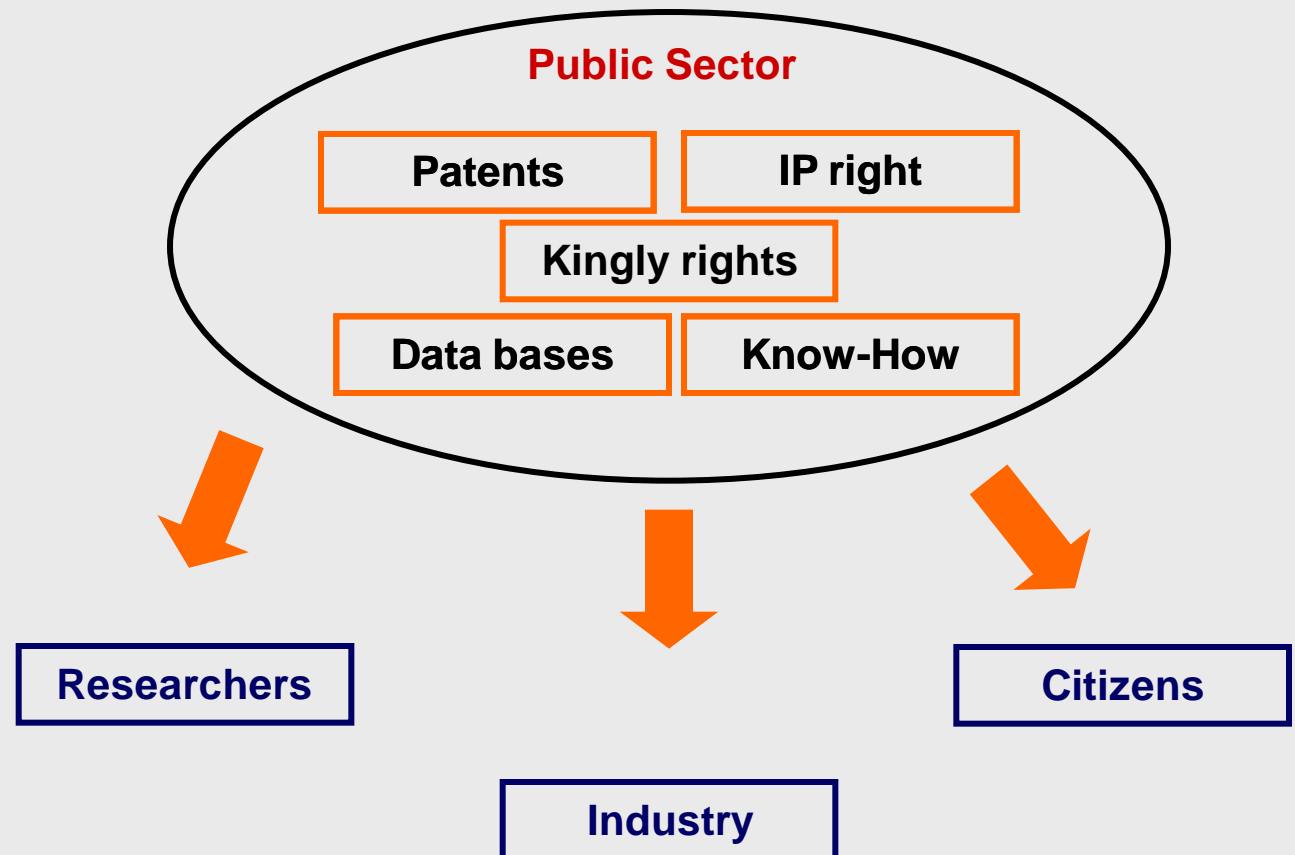 Public Sector
Patents
IP right
Kingly rights
Data bases
Know-How
Researchers
Citizens
Industry